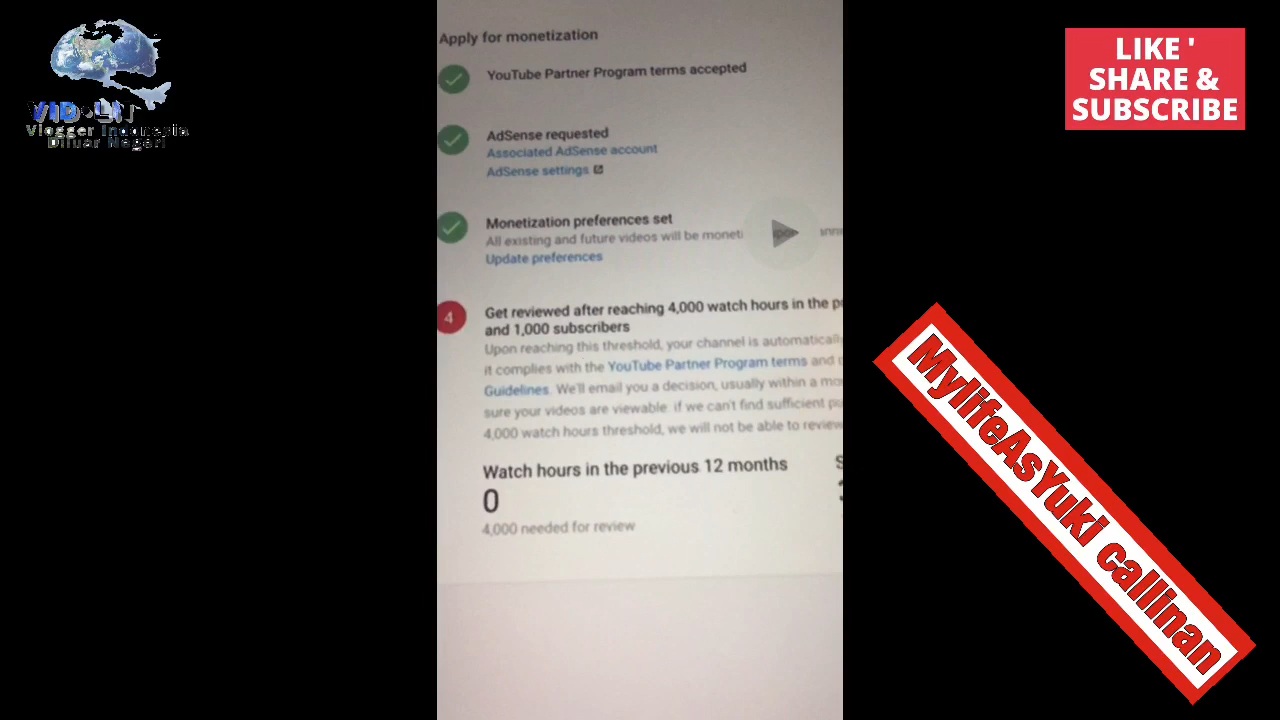 Vlogger Indonesia
Diluar Negeri
LIKE '
SHARE &
SUBSCRIBE
Apply for monetization
YouTube Partner Program terms accepted
AdSense requested
Associated AdSense account
AdSense settings
Monetization preferences set
All existing and future videos will be moneti
Update preferences
4
Get reviewed after reaching 4,000 watch hours in the p
and 1,000 subscribers
Upon reaching this threshold, your channel is automatically
it complies with the YouTube Partner Program terms and
Guidelines. We'll email you a decision, usually within a mo
sure your videos are viewable. if we can't find sufficient pu
4,000 watch hours threshold, we will not be able to review
Watch hours in the previous 12 months
0
4,000 needed for review
MylifeAsYuki callinan